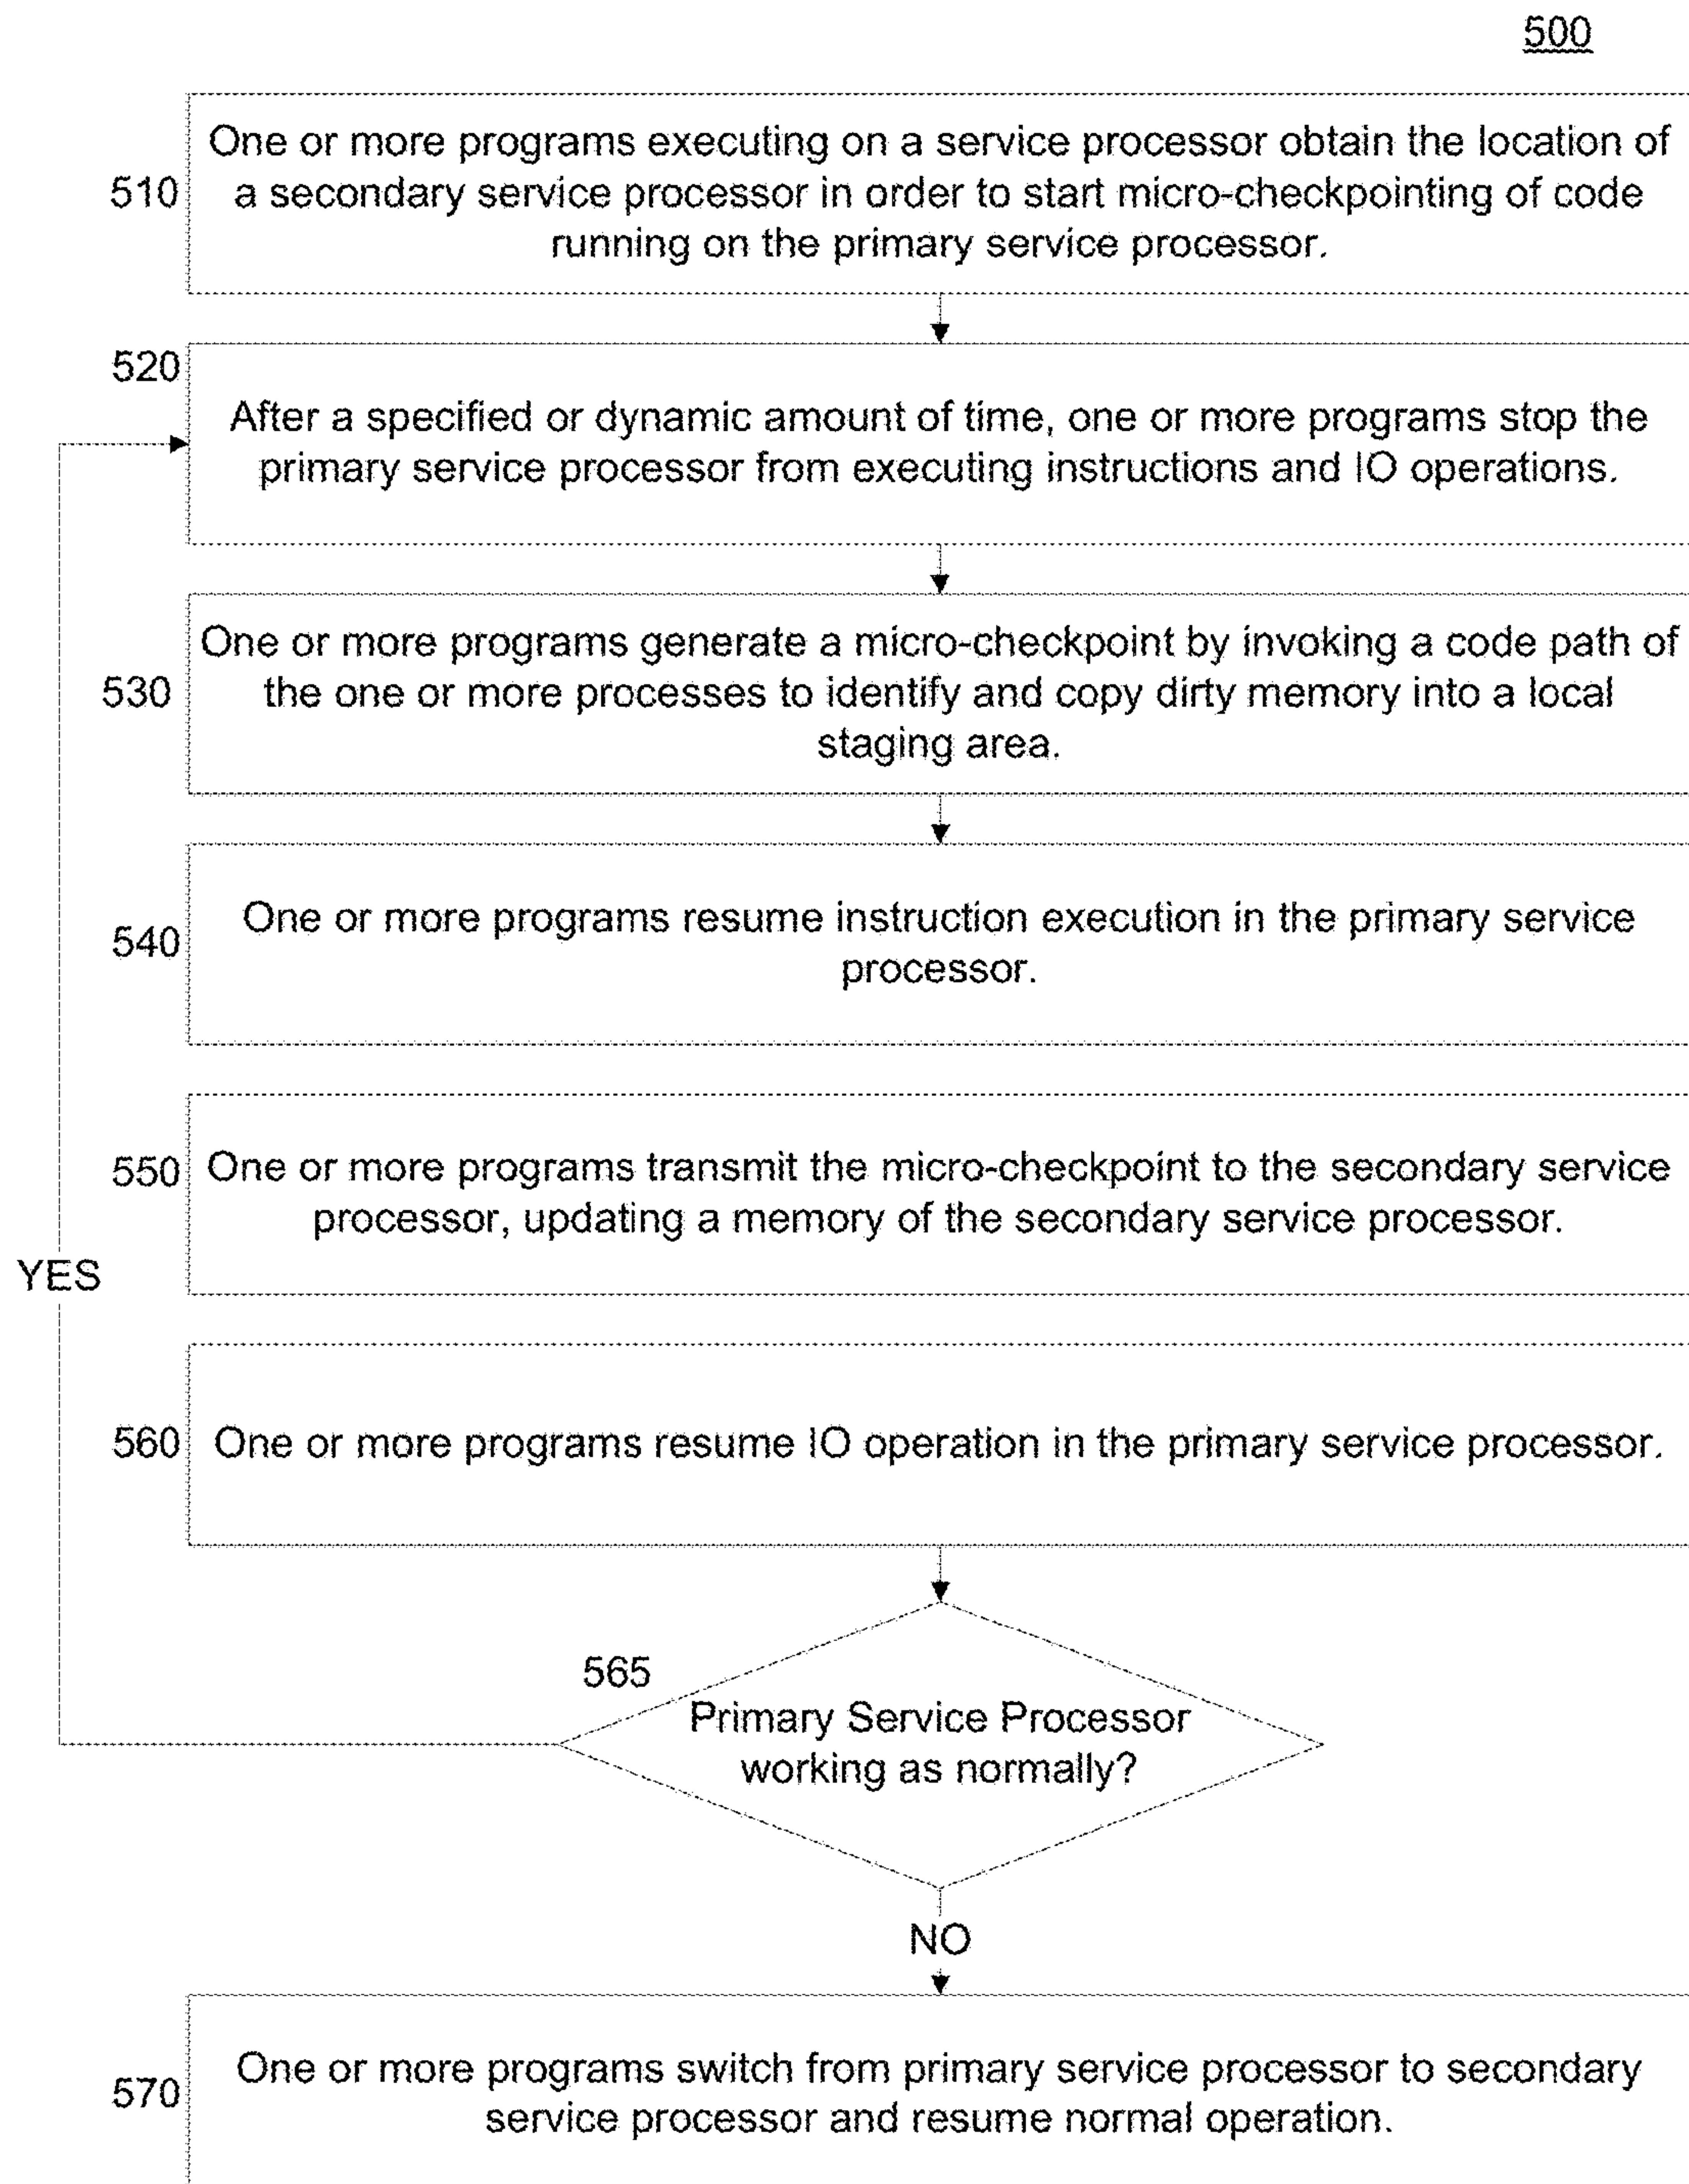 500
One or more programs executing on a service processor obtain the location of
510
a secondary service processor in order to start micro-checkpointing of code
running on the primary service processor.
520
After a specified or dynamic amount of time, one or more programs stop the
primary service processor from executing instructions and IO operations.
One or more programs generate a micro-checkpoint by invoking a code path of
530
the one or more processes to identify and copy dirty memory into a local
staging area.
540
One or more programs resume instruction execution in the primary service
processor.
550
One or more programs transmit the micro-checkpoint to the secondary service
processor, updating a memory of the secondary service processor.
YES
560
One or more programs resume IO operation in the primary service processor.
565
Primary Service Processor
working as normally?
NO
570
One or more programs switch from primary service processor to secondary
service processor and resume normal operation.